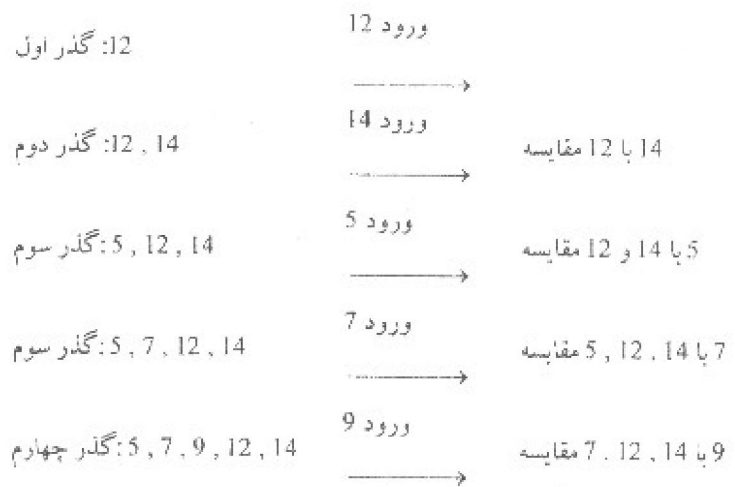 ورود 12
گذر اول :12
ورود 14
گذر دوم :12 , 14
14 با 12 مقایسه
ورود 5
گذر سوم :5 , 12 , 14
5 با 14 و 12 مقایسه
ورود 7
گذر سوم :5 , 7 , 12 , 14
7 با 14 , 12 , 5 مقایسه
ورود 9
گذر چهارم :5 , 7 , 9 , 12 , 14
9 با 14 , 12 , 7 مقایسه